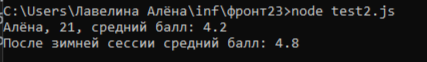 C:\Users\Лавелина Алёна\inf\фронт23>node test2.js
Алёна, 21, средний балл: 4.2
После зимней сессии средний балл: 4.8